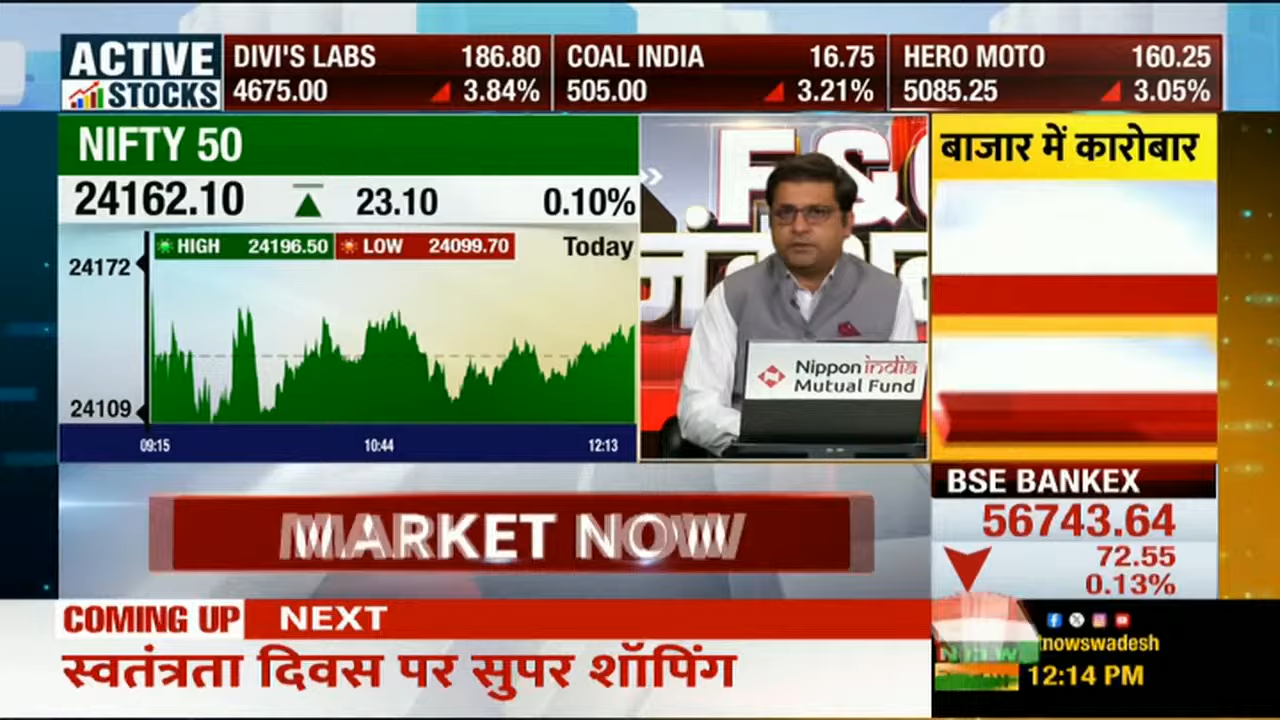 ACTIVE STOCKS
DIVI'S LABS 186.80
4675.00 3.84%
COAL INDIA 16.75
505.00 3.21%
HERO MOTO 160.25
5085.25 3.05%
NIFTY 50
24162.10 23.10 0.10%
HIGH 24196.50 LOW 24099.70 Today
24172
24109
09:15 10:44 12:13
F&
Nippon india
Mutual Fund
बाजार में कारोबार
MARKET NOW
BSE BANKEX
56743.64
72.55
0.13%
COMING UP NEXT
स्वतंत्रता दिवस पर सुपर शॉपिंग
tnowswadesh
12:14 PM